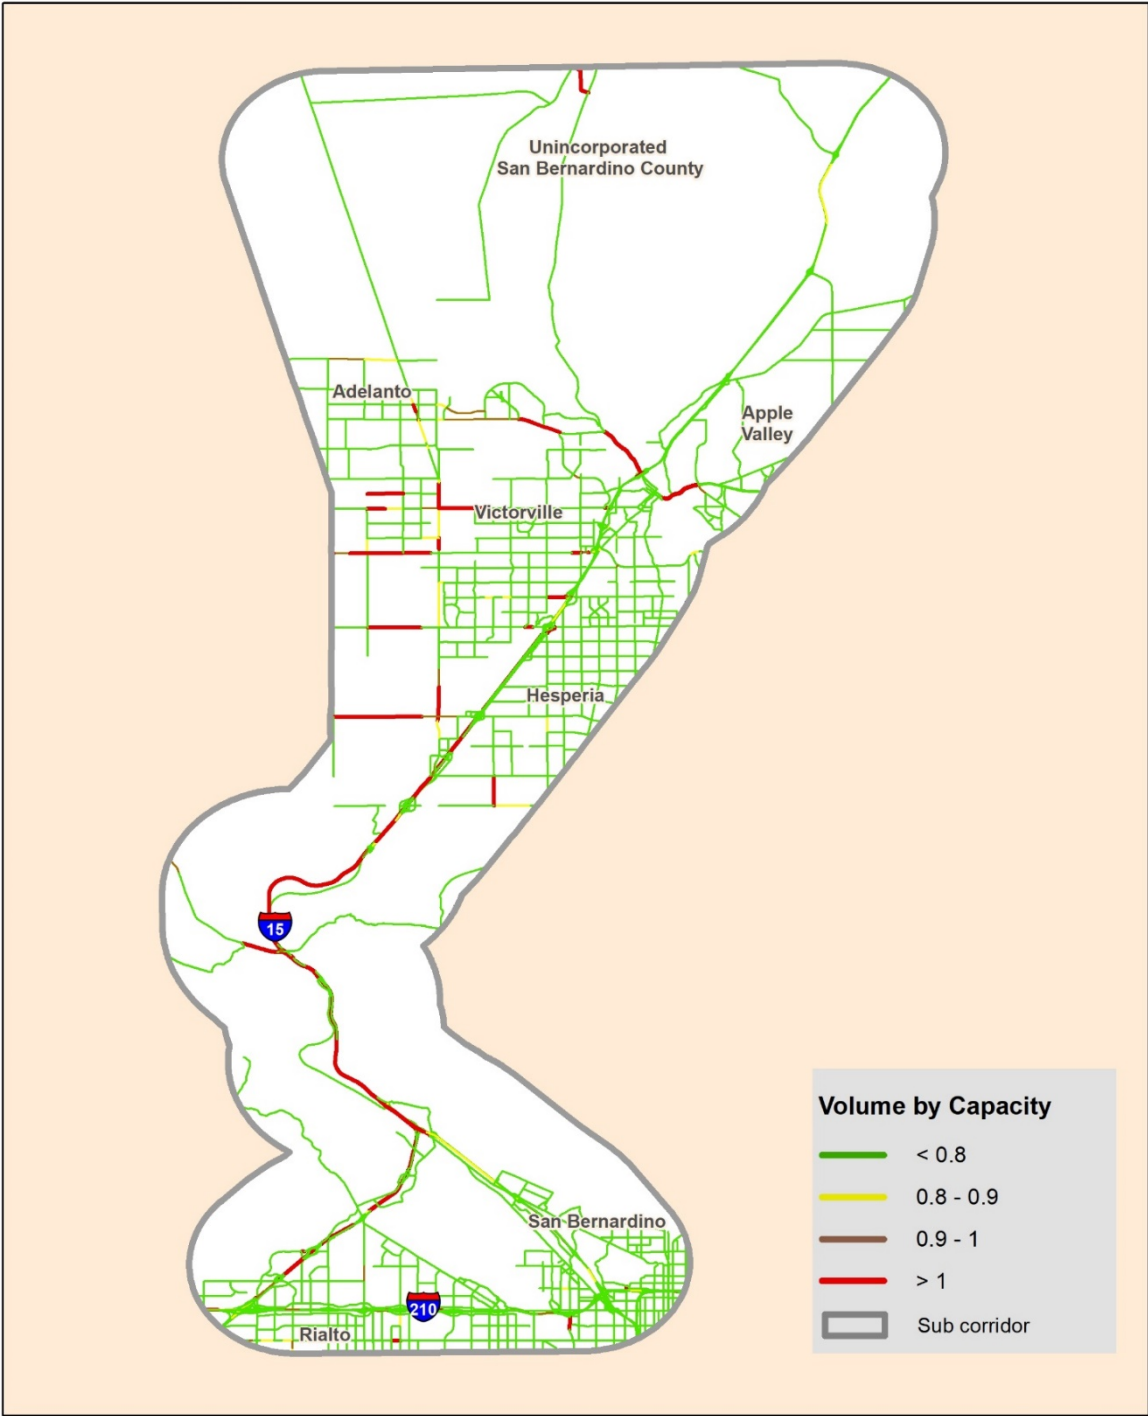 Unincorporated
San Bernardino County
Adelanto
Apple
Valley
Victorville
Hesperia
15
San Bernardino
210
Rialto
Volume by Capacity
< 0.8
0.8 - 0.9
0.9 - 1
> 1
Sub corridor